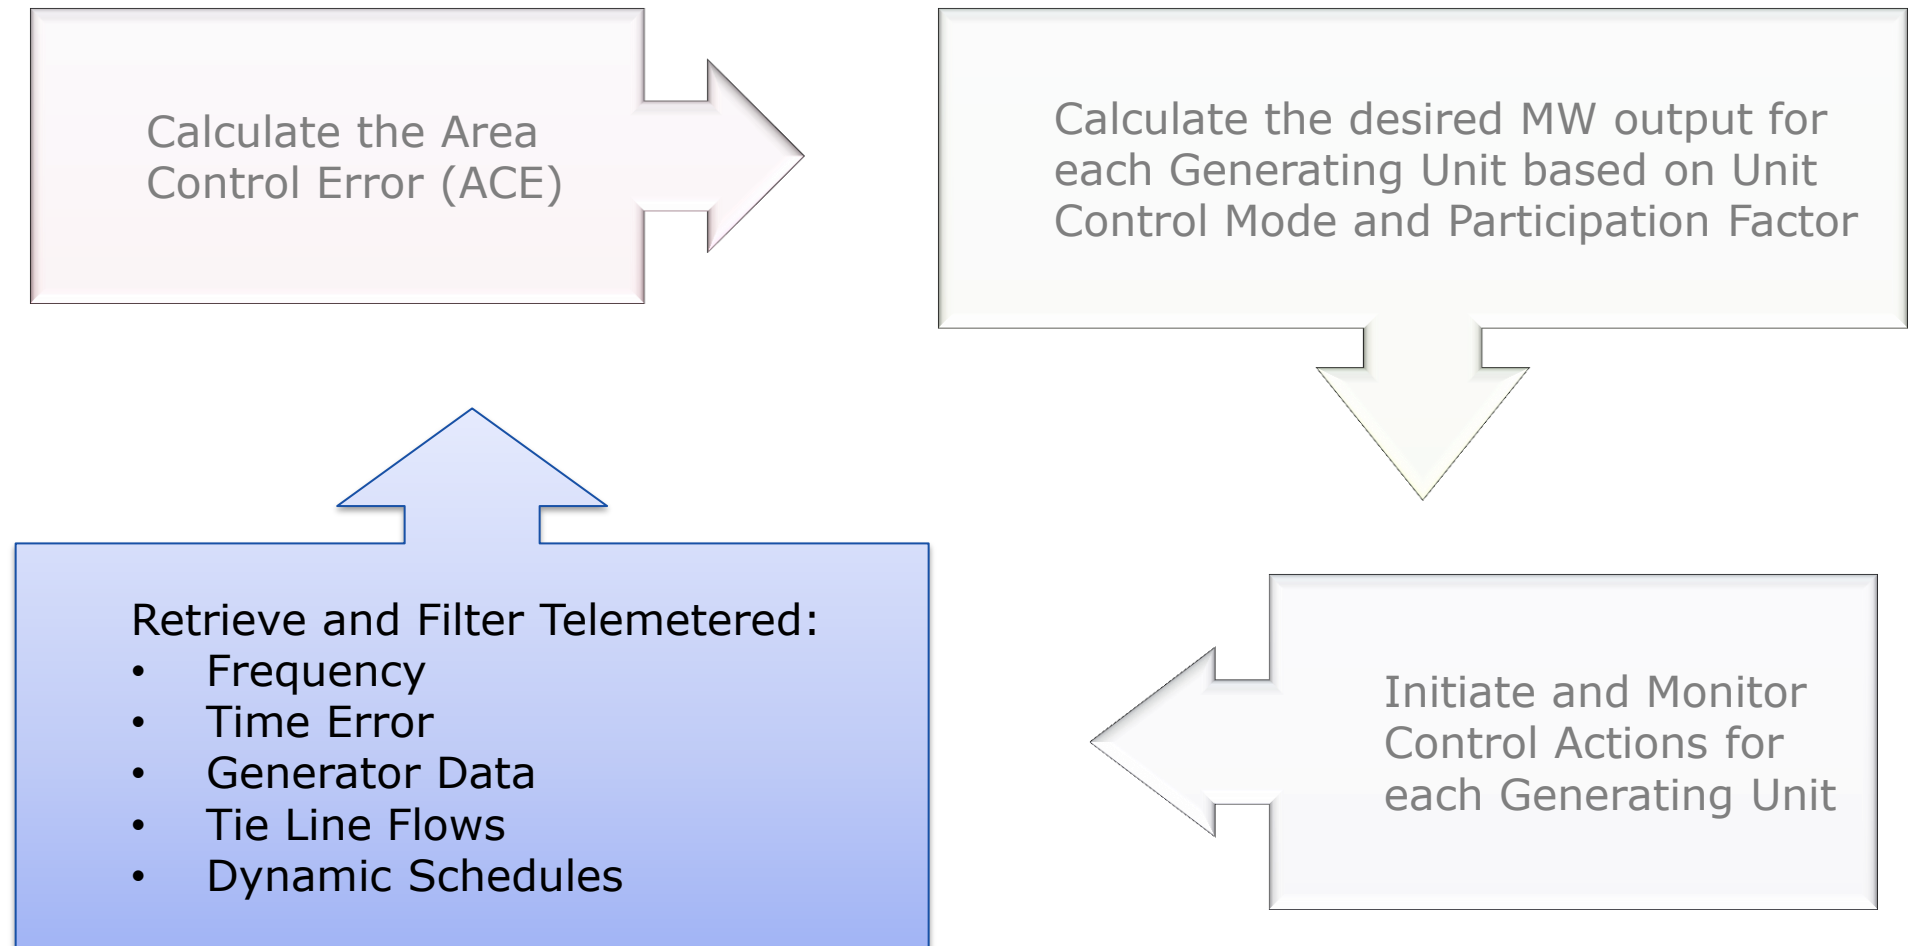 Calculate the Area
Control Error (ACE)
Calculate the desired MW output for
each Generating Unit based on Unit
Control Mode and Participation Factor
Retrieve and Filter Telemetered:
• Frequency
• Time Error
• Generator Data
• Tie Line Flows
• Dynamic Schedules
Initiate and Monitor
Control Actions for
each Generating Unit